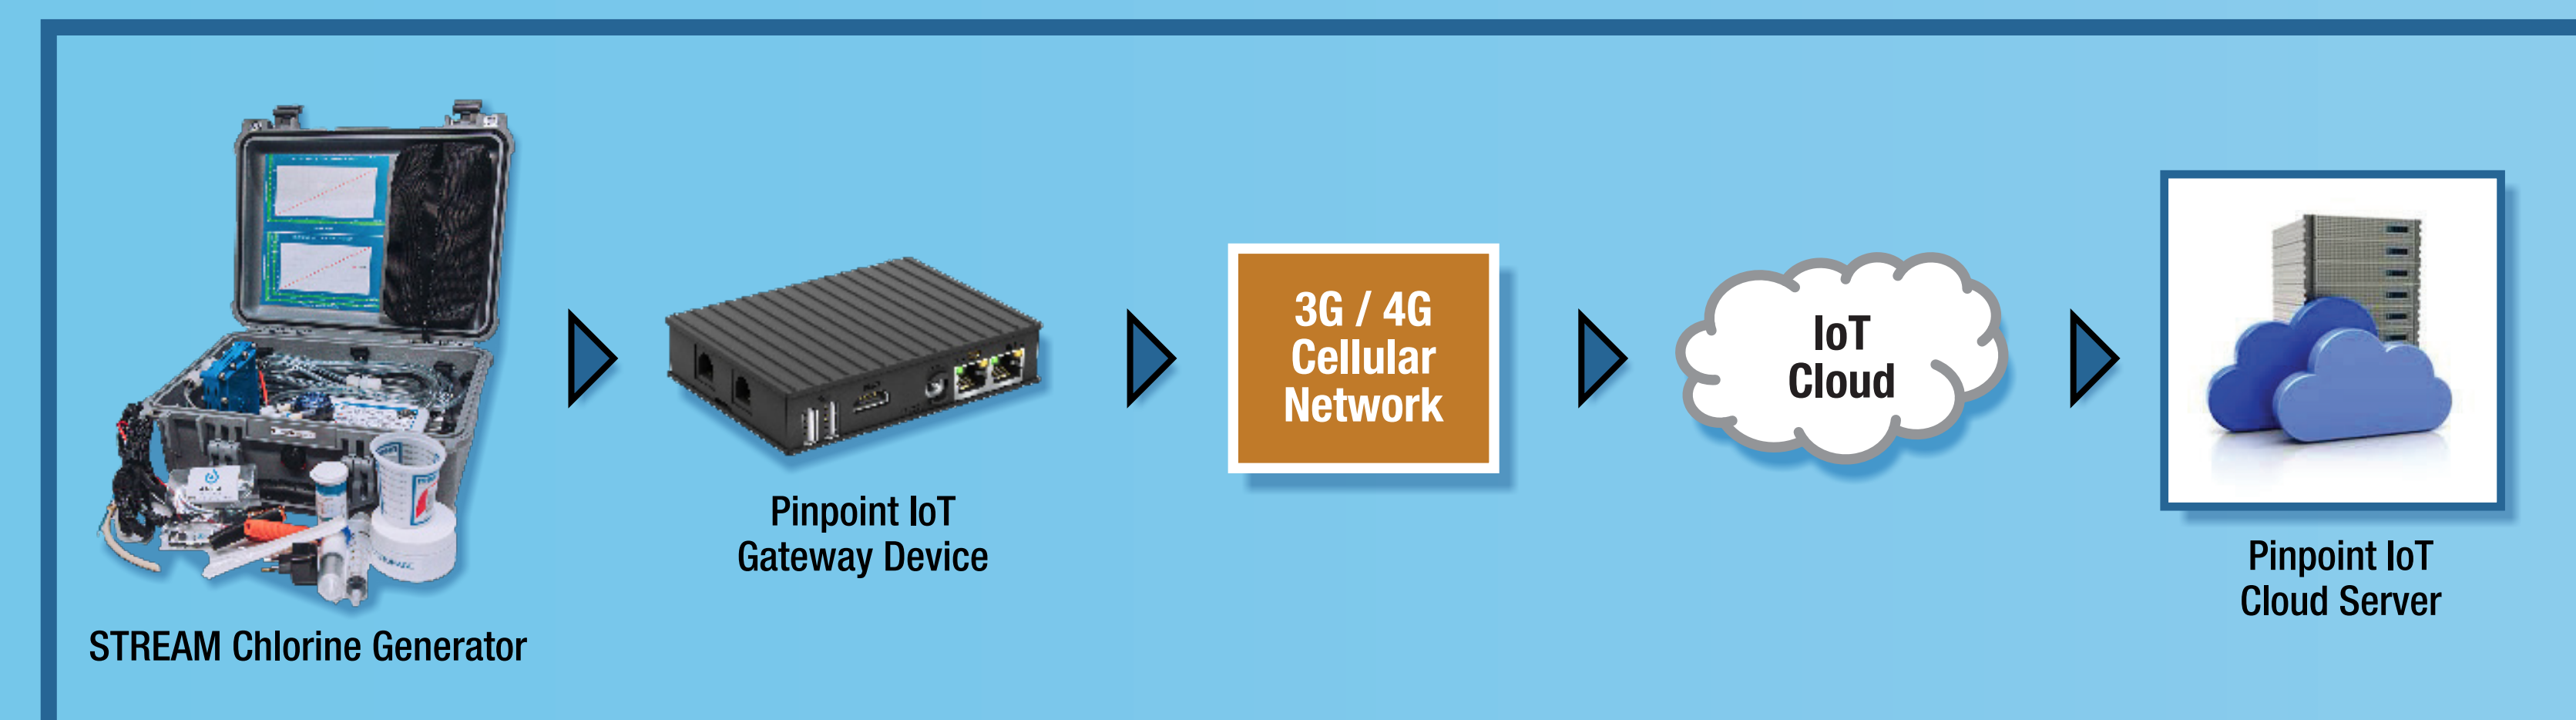 STREAM Chlorine Generator
Pinpoint IoT
Gateway Device
3G / 4G
Cellular
Network
IoT
Cloud
Pinpoint IoT
Cloud Server